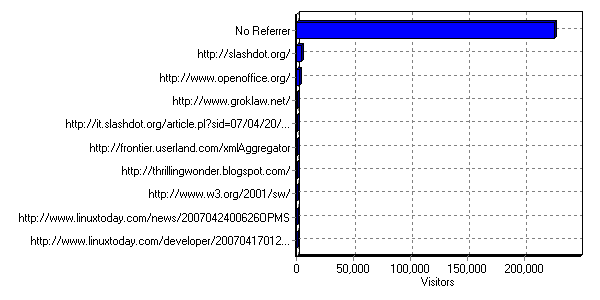 No Referrer
http://slashdot.org/
http://www.openoffice.org/
http://www.groklaw.net/
http://it.slashdot.org/article.pl?sid=07/04/20/...
http://frontier.userland.com/xmlAggregator
http://thrillingwonder.blogspot.com/
http://www.w3.org/2001/sw/
http://www.linuxtoday.com/news/2007042400626OPMS
http://www.linuxtoday.com/developer/20070417012...
0 50,000 100,000 150,000 200,000
Visitors